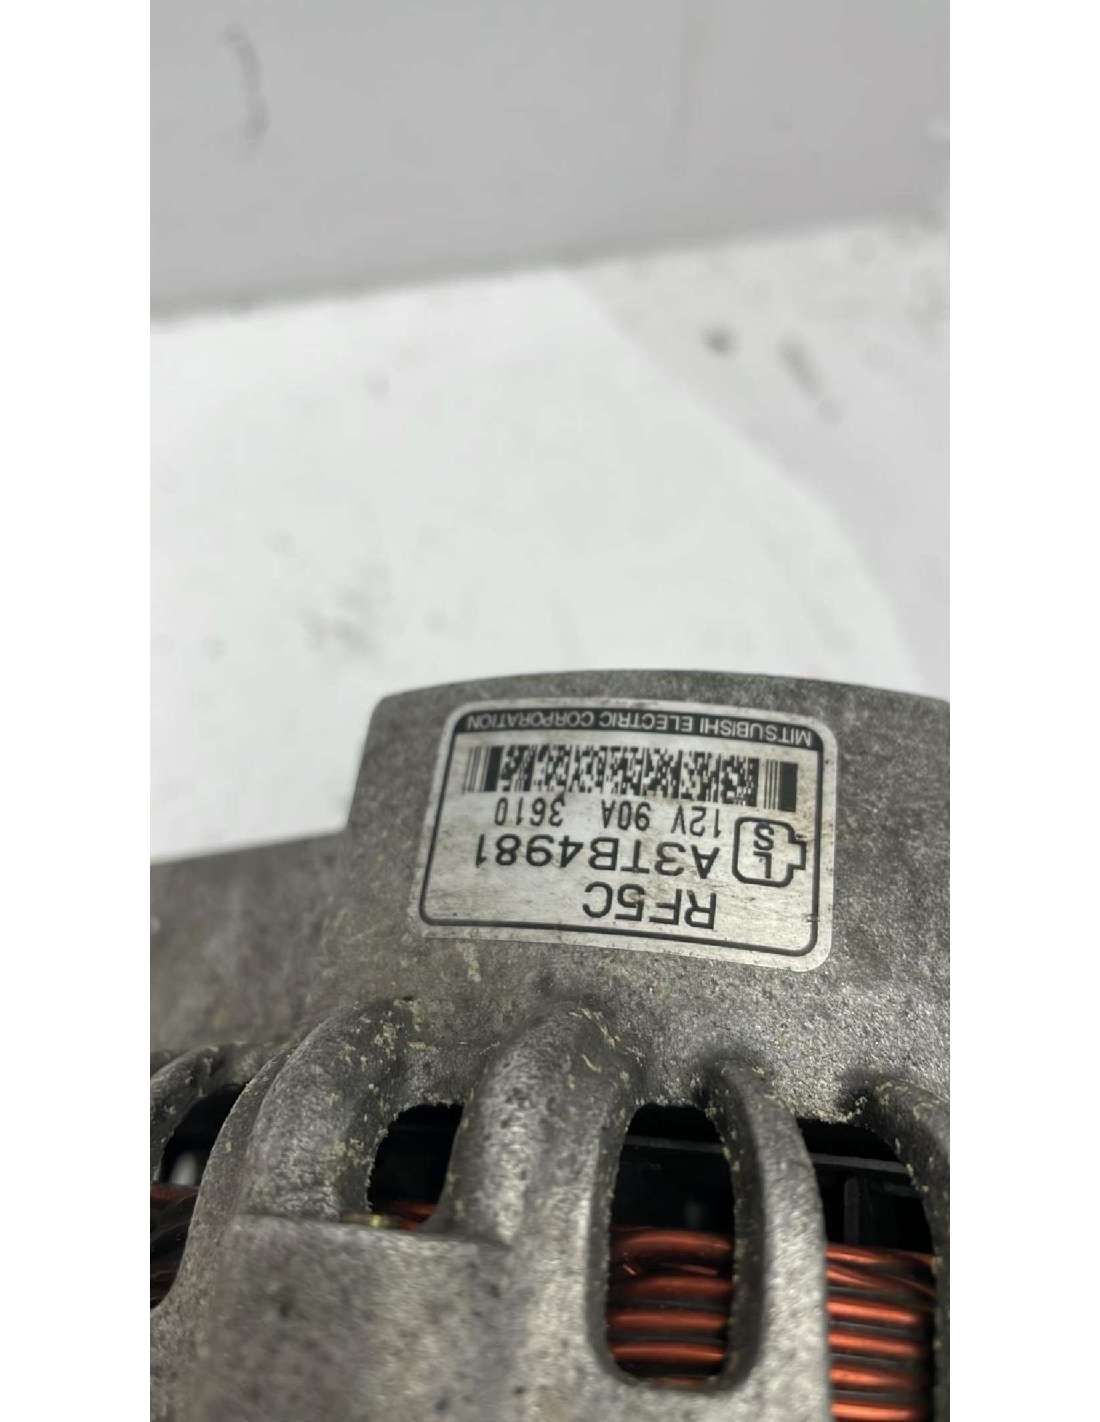 RF5C
A3TB4981
L
S
12V 90A 3610
MITSUBISHI ELECTRIC CORPORATION